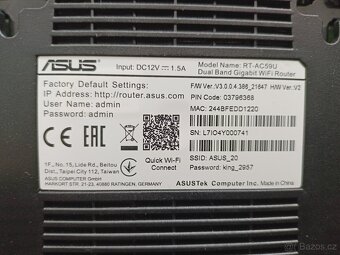 ASUS
Input: DC12V 1.5A
Model Name: RT-AC59U
Dual Band Gigabit WiFi Router
Factory Default Settings:
IP Address: http://router.asus.com
User name: admin
Password: admin
F/W Ver.:V3.0.0.4.386_21647 H/W Ver.:V2
PIN Code: 03796368
MAC: 244BFEDD1220
SN: L7IO4Y000741
EAC
CE
1F., No. 15, Lide Rd., Beitou
Dist., Taipei City 112, Taiwan
ASUS COMPUTER GmbH
HARKORT STR. 21-23, 40880 RATINGEN, GERMANY
Quick Wi-Fi
Connect
SSID: ASUS_20
Password: king_2957
ASUSTek Computer Inc. Made in China
Bazoš.cz